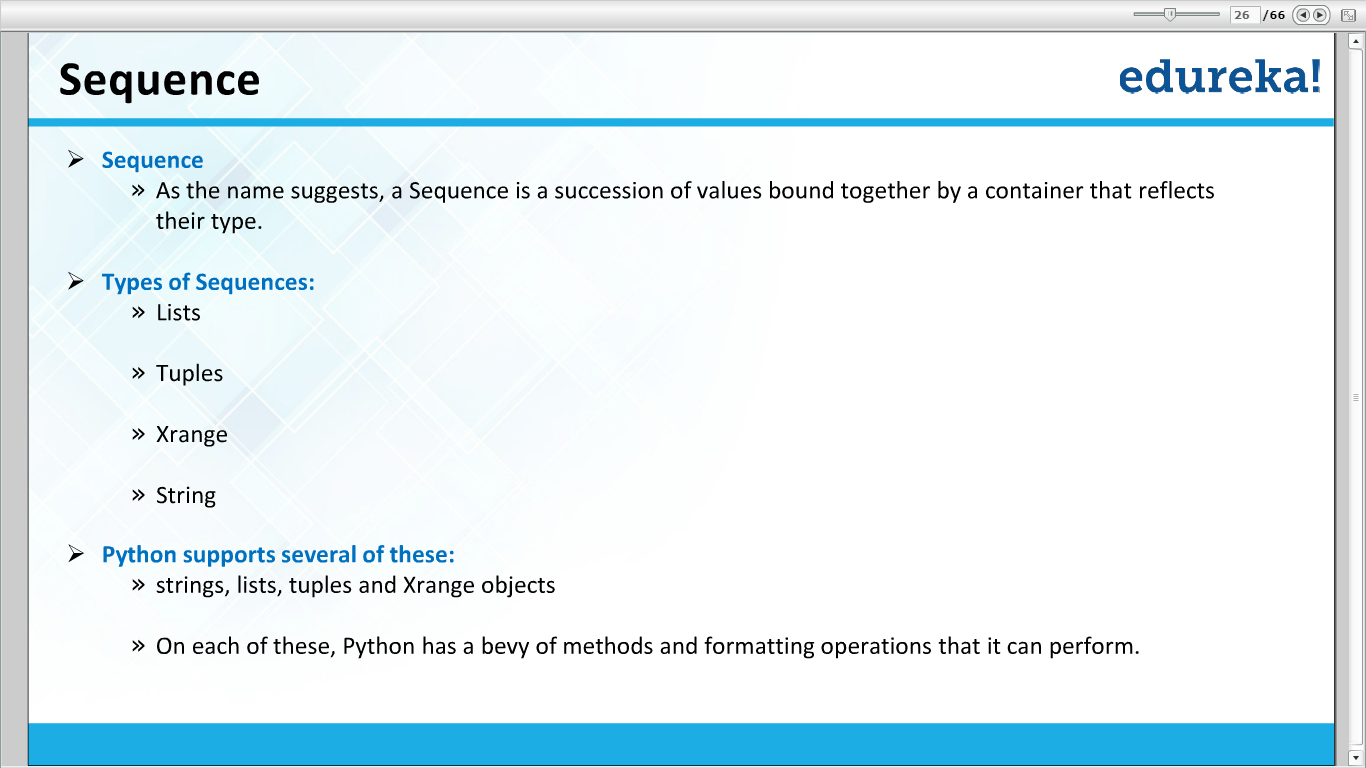 26 /66
Sequence
edureka!
➢ Sequence
» As the name suggests, a Sequence is a succession of values bound together by a container that reflects
their type.
➢ Types of Sequences:
» Lists
» Tuples
» Xrange
» String
➢ Python supports several of these:
» strings, lists, tuples and Xrange objects
» On each of these, Python has a bevy of methods and formatting operations that it can perform.